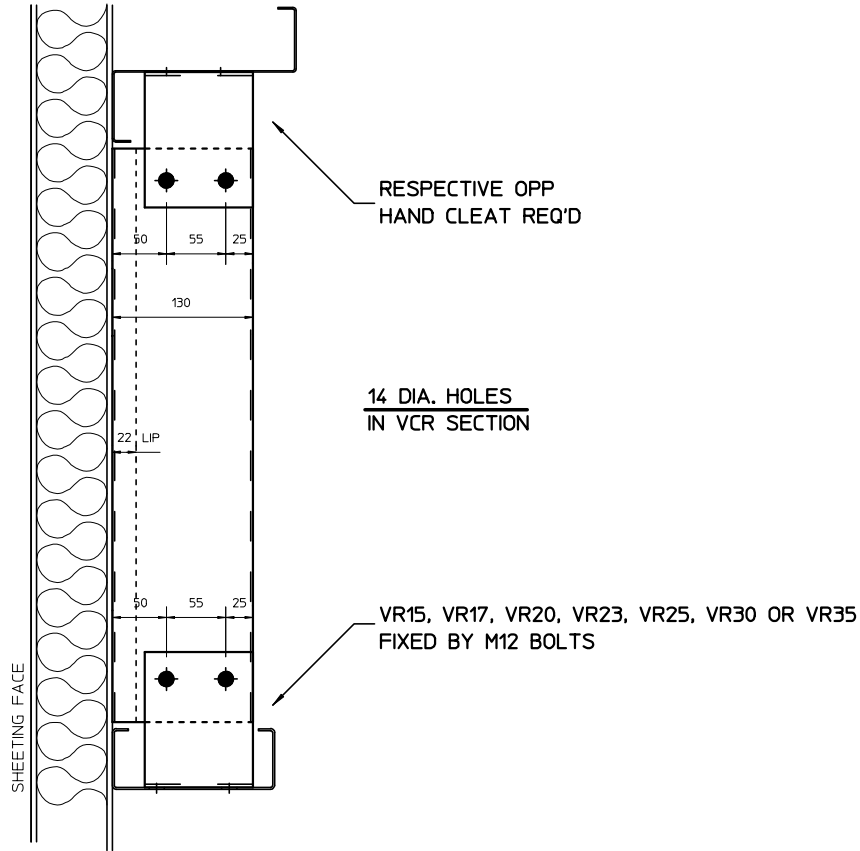 RESPECTIVE OPP
HAND CLEAT REQ'D
50 55 25
130
14 DIA. HOLES
IN VCR SECTION
22 LIP
50 55 25
VR15, VR17, VR20, VR23, VR25, VR30 OR VR35
FIXED BY M12 BOLTS
SHEETING FACE